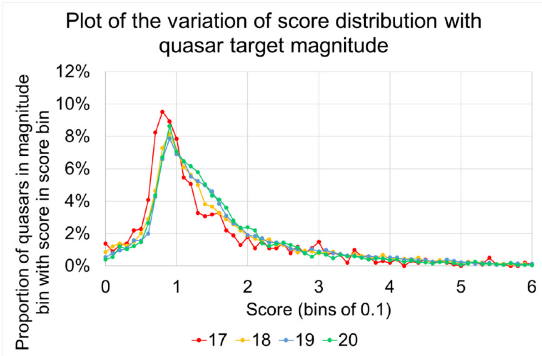 Plot of the variation of score distribution with
quasar target magnitude
Proportion of quasars in magnitude
bin with score in score bin
12%
10%
8%
6%
4%
2%
0%
0 1 2 3 4 5 6
Score (bins of 0.1)
17 18 19 20